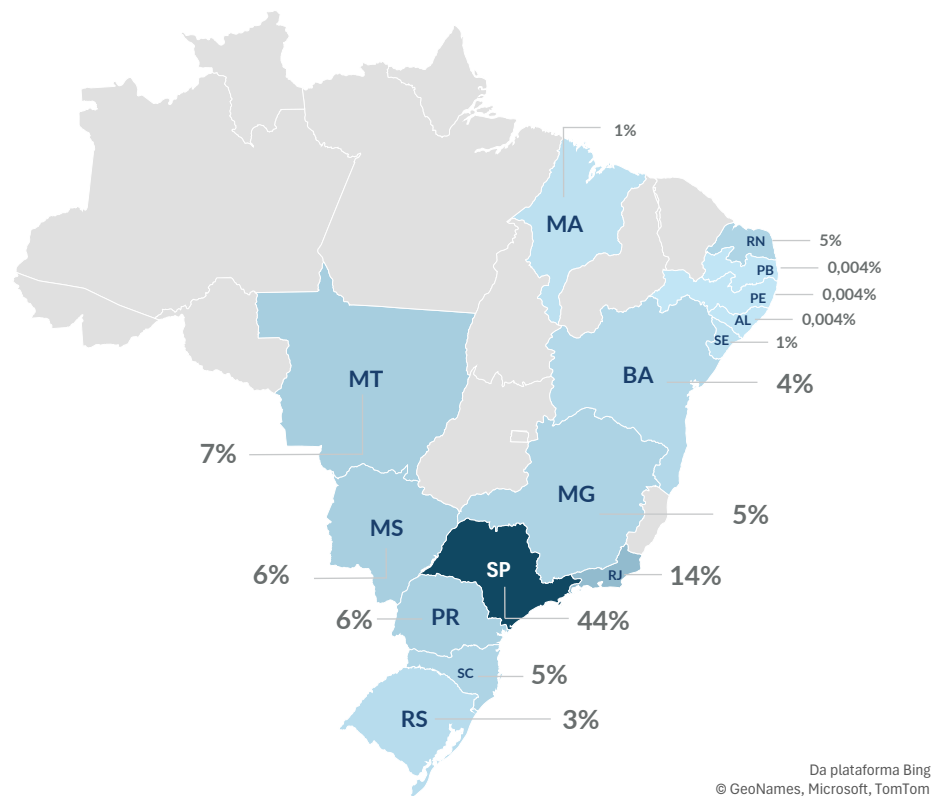 1%
MA
RN
5%
PB
0,004%
PE
0,004%
AL
0,004%
SE
1%
BA
4%
MT
7%
MG
5%
MS
6%
SP
44%
RJ
14%
PR
6%
SC
5%
RS
3%
Da plataforma Bing
© GeoNames, Microsoft, TomTom